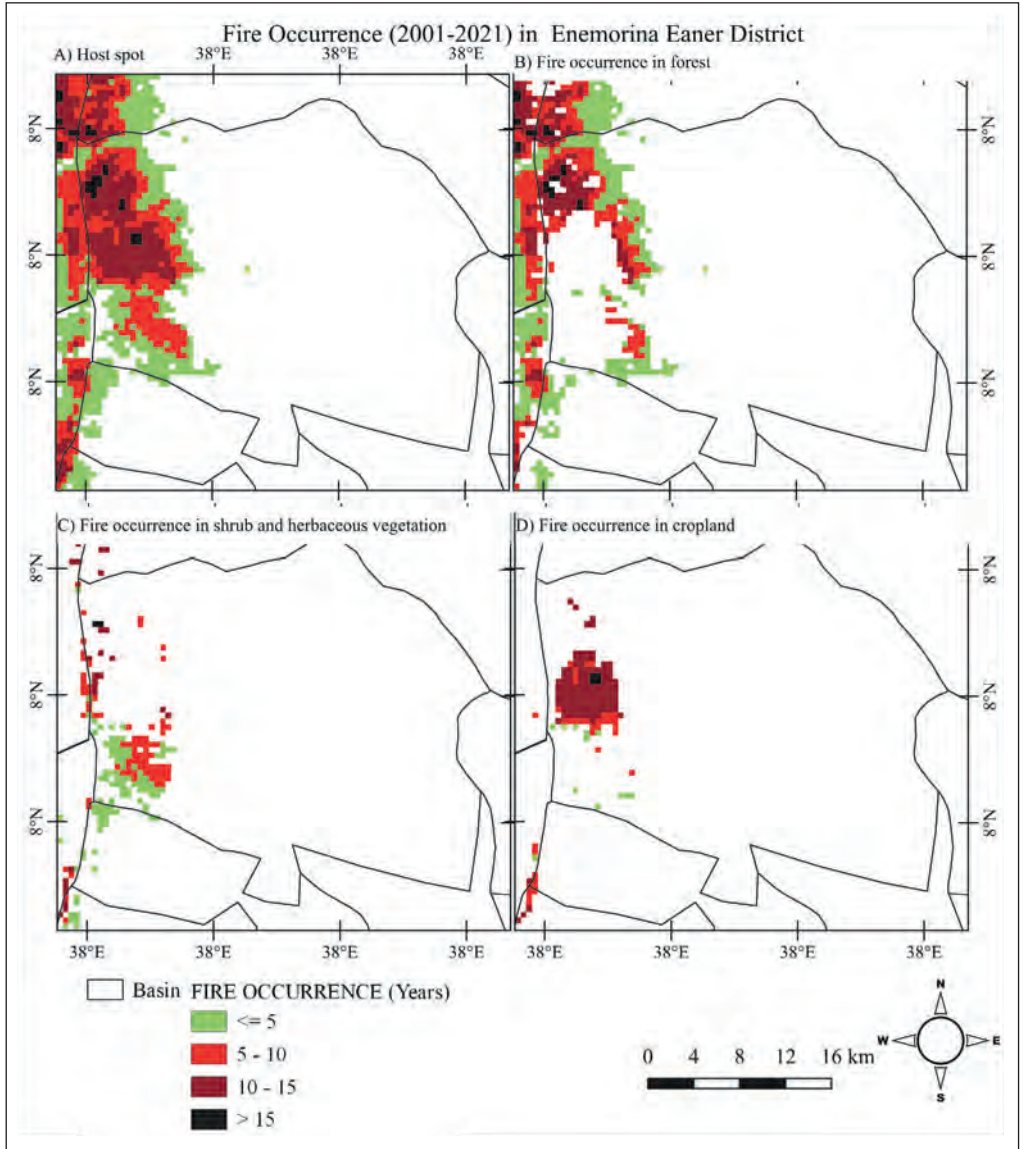 Fire Occurrence (2001-2021) in Enemorina Eaner District
A) Host spot
38°E
38°E
38°E
B) Fire occurrence in forest
8°N
8°N
8°N
8°N
8°N
8°N
C) Fire occurrence in shrub and herbaceous vegetation
D) Fire occurrence in cropland
8°N
8°N
8°N
8°N
8°N
8°N
38°E
38°E
38°E
38°E
38°E
38°E
38°E
38°E
Basin
FIRE OCCURRENCE (Years)
<= 5
5 - 10
10 - 15
> 15
0 4 8 12 16 km
N
W
E
S